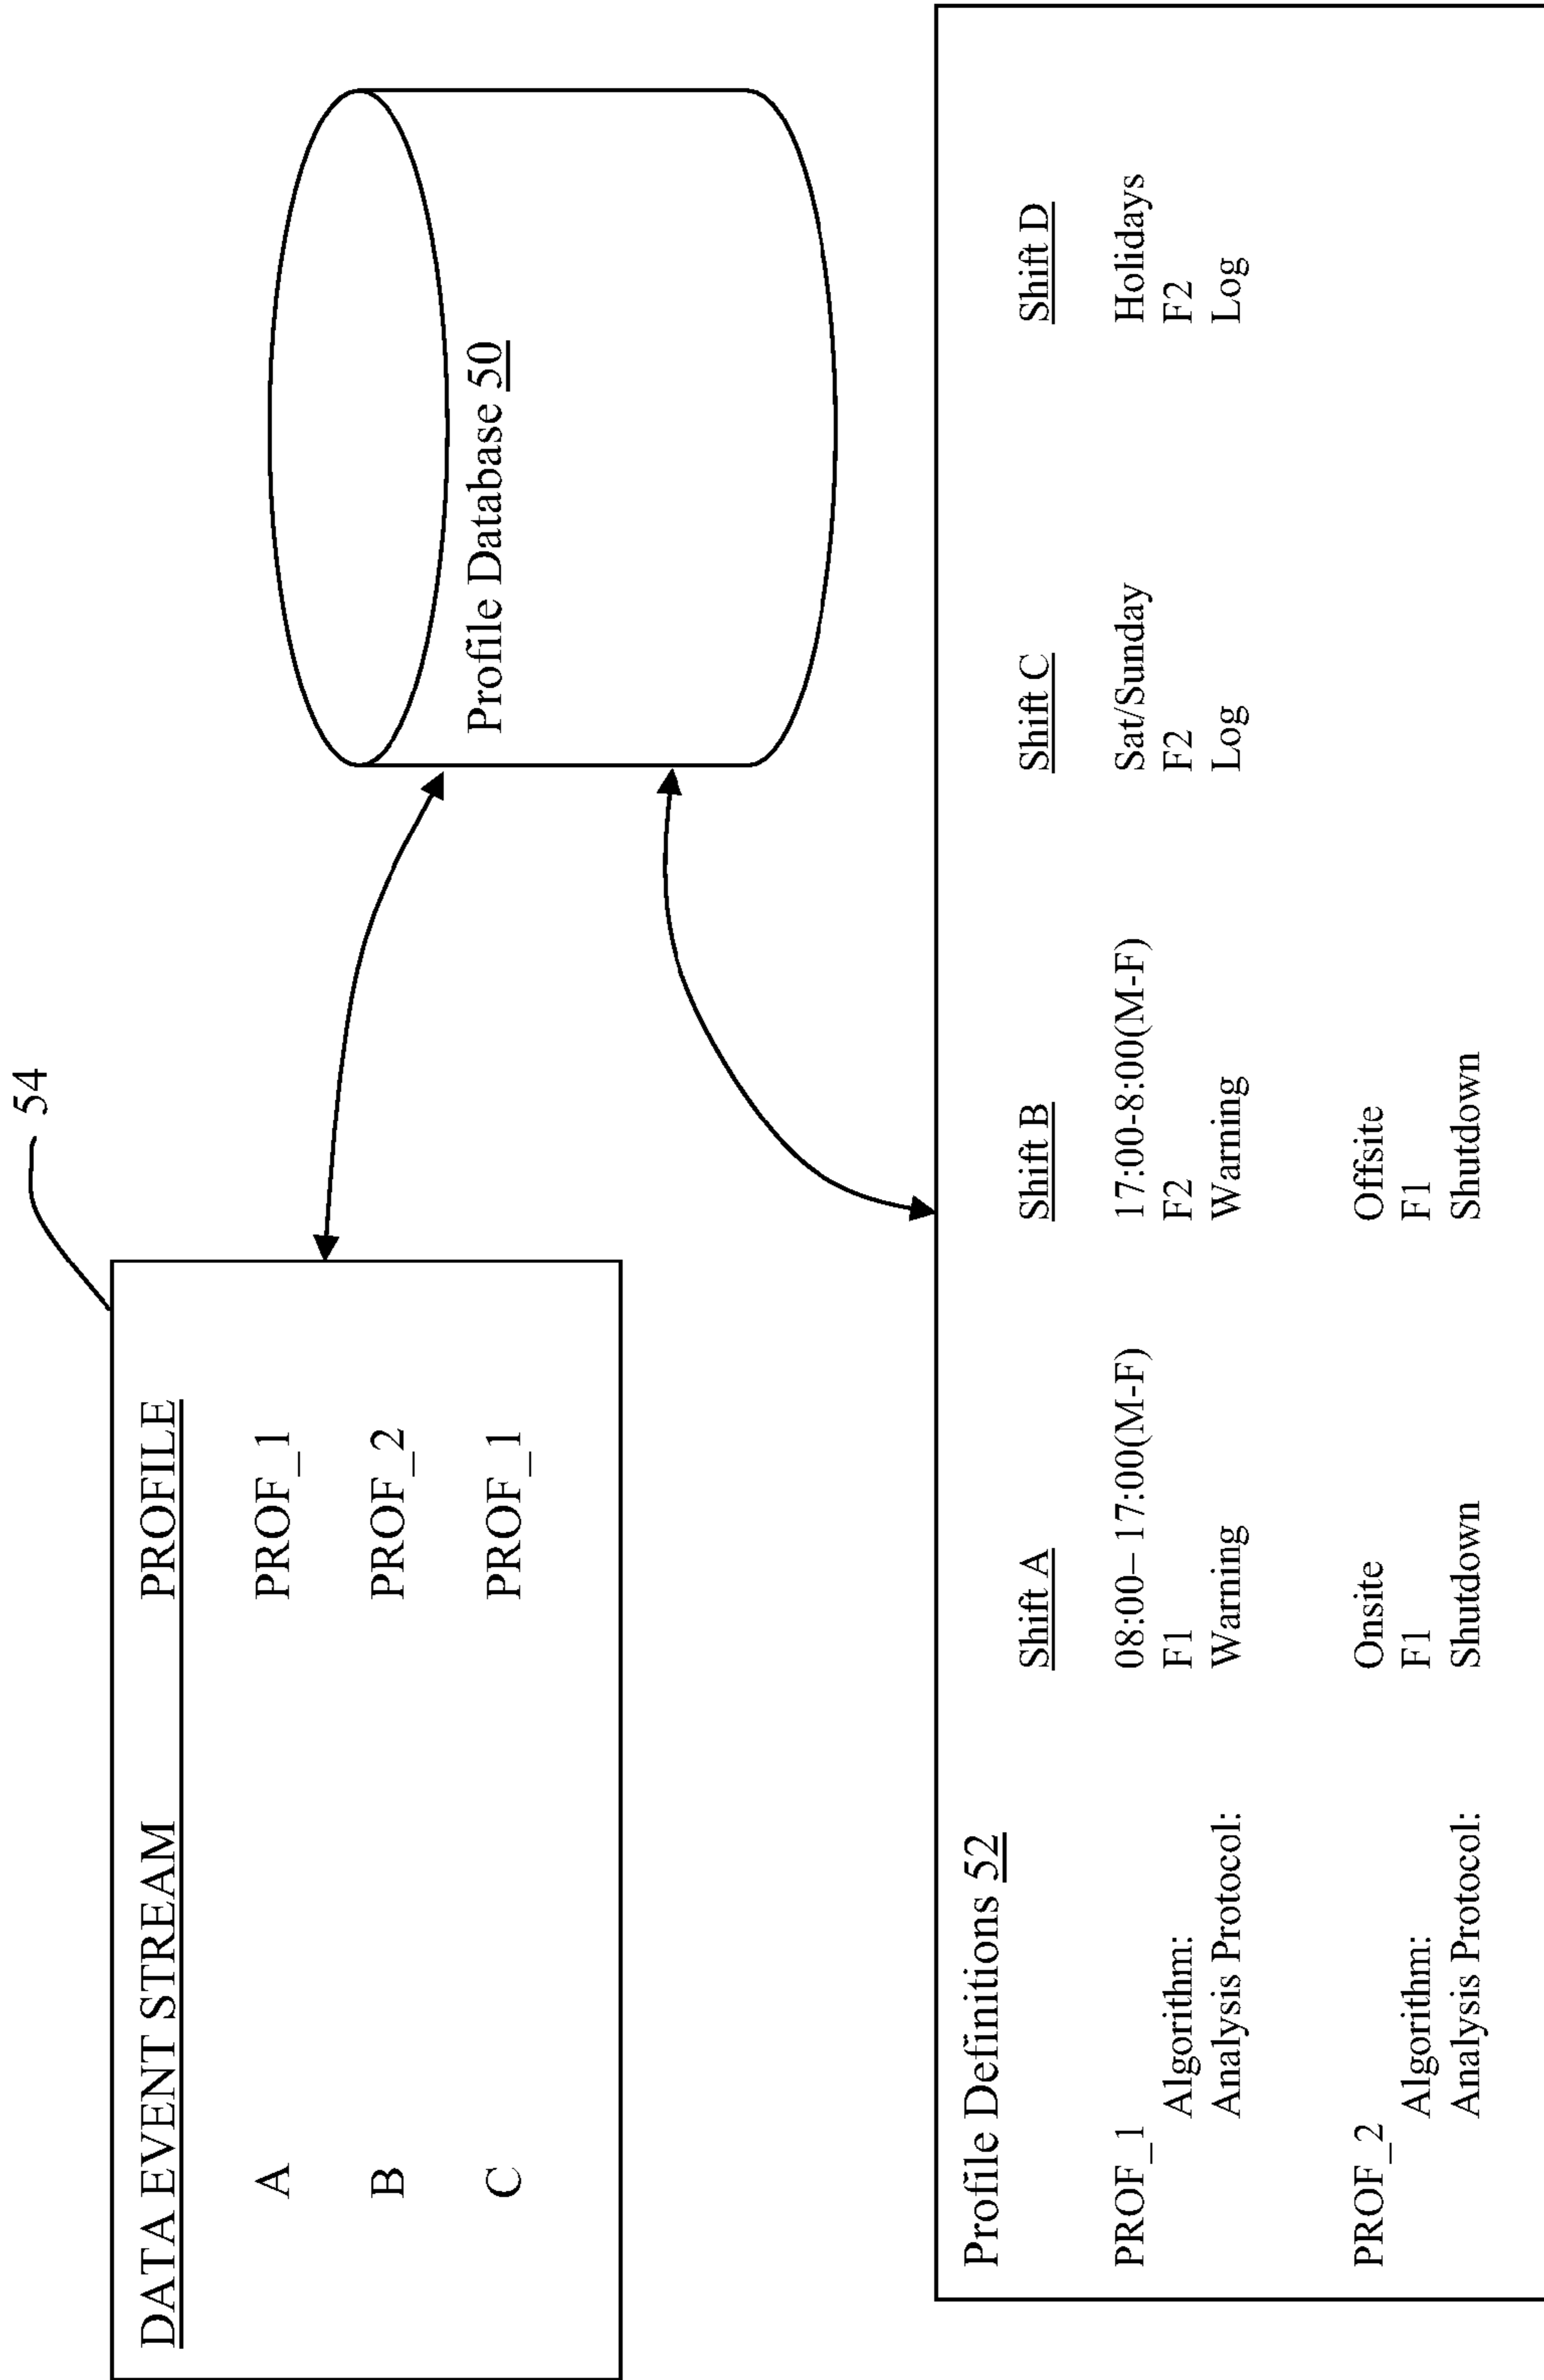 54
DATA EVENT STREAM PROFILE
A PROF_1
B PROF_2
C PROF_1
Profile Database 50
Profile Definitions 52
Shift A Shift B Shift C Shift D
PROF_1 08:00– 17:00(M-F) 17:00-8:00(M-F) Sat/Sunday Holidays
Algorithm: F1 F2 F2 F2
Analysis Protocol: Warning Warning Log Log
PROF_2 Onsite Offsite
Algorithm: F1 F1
Analysis Protocol: Shutdown Shutdown